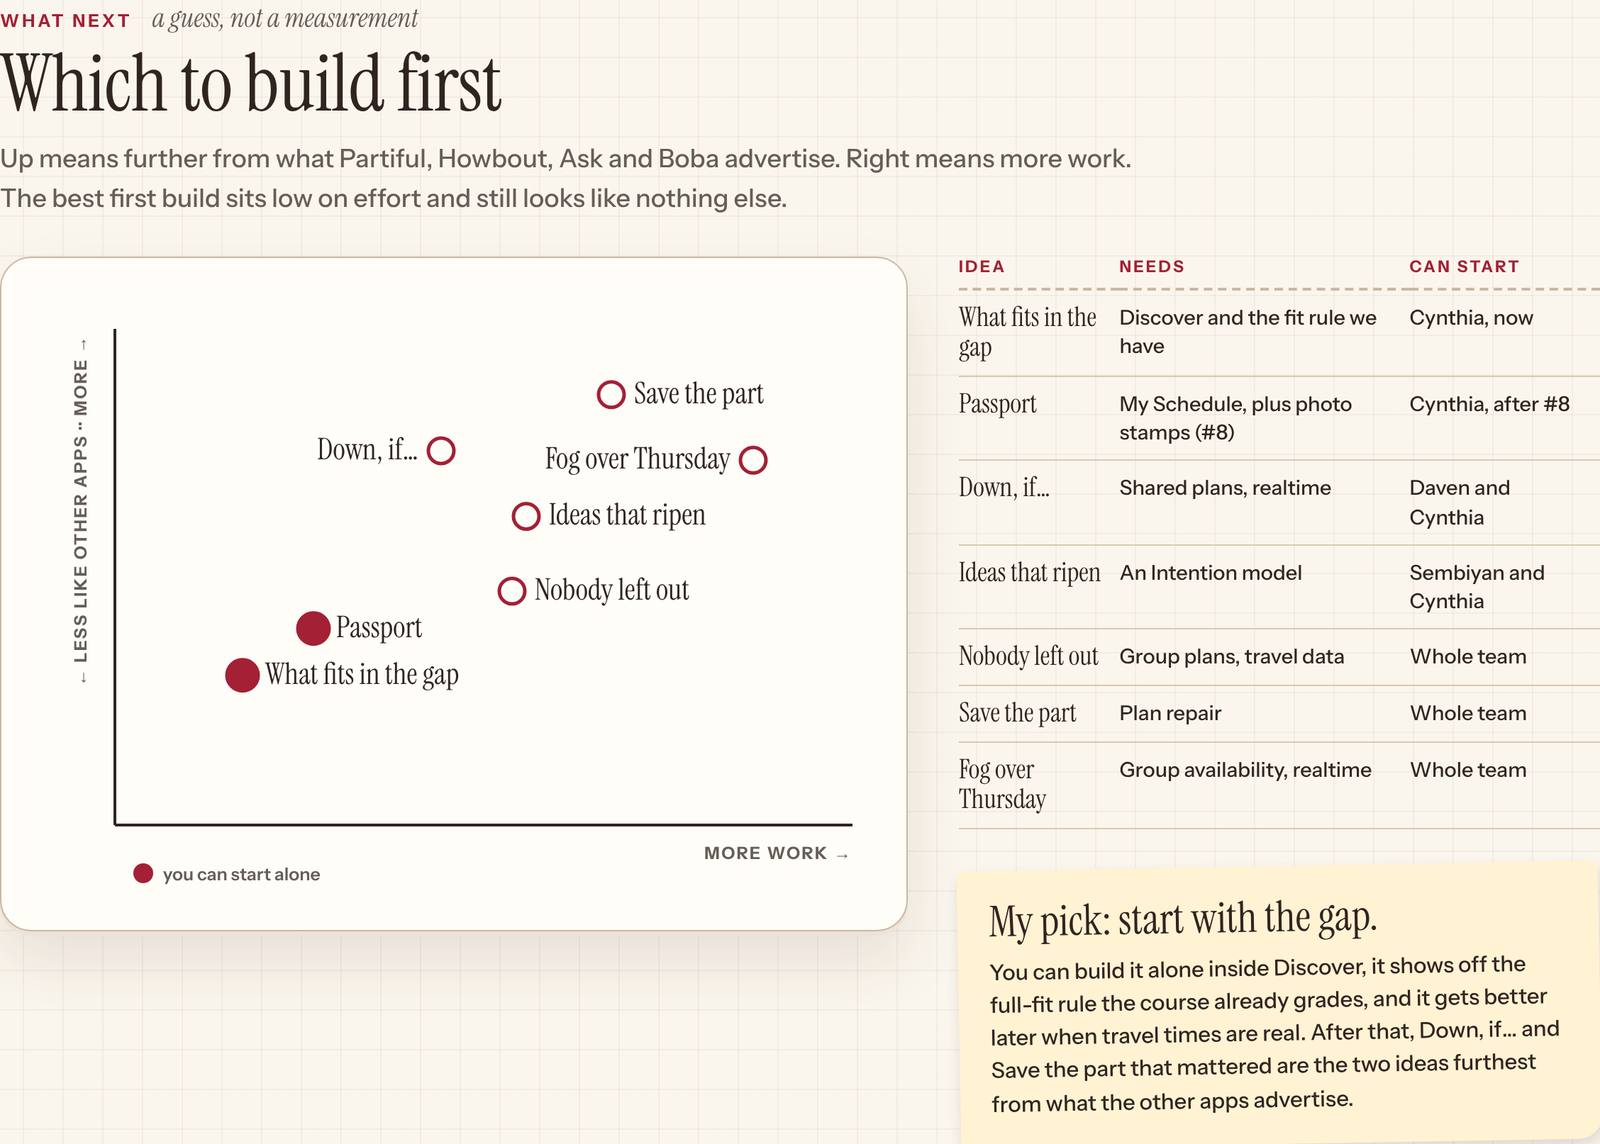 WHAT NEXT a guess, not a measurement
Which to build first
Up means further from what Partiful, Howbout, Ask and Boba advertise. Right means more work.
The best first build sits low on effort and still looks like nothing else.
← LESS LIKE OTHER APPS ·· MORE →
Save the part
Down, if...
Fog over Thursday
Ideas that ripen
Nobody left out
Passport
What fits in the gap
MORE WORK →
you can start alone
IDEA NEEDS CAN START
What fits in the Discover and the fit rule we Cynthia, now
gap have
Passport My Schedule, plus photo Cynthia, after #8
stamps (#8)
Down, if... Shared plans, realtime Daven and
Cynthia
Ideas that ripen An Intention model Sembiyan and
Cynthia
Nobody left out Group plans, travel data Whole team
Save the part Plan repair Whole team
Fog over Group availability, realtime Whole team
Thursday
My pick: start with the gap.
You can build it alone inside Discover, it shows off the
full-fit rule the course already grades, and it gets better
later when travel times are real. After that, Down, if... and
Save the part that mattered are the two ideas furthest
from what the other apps advertise.